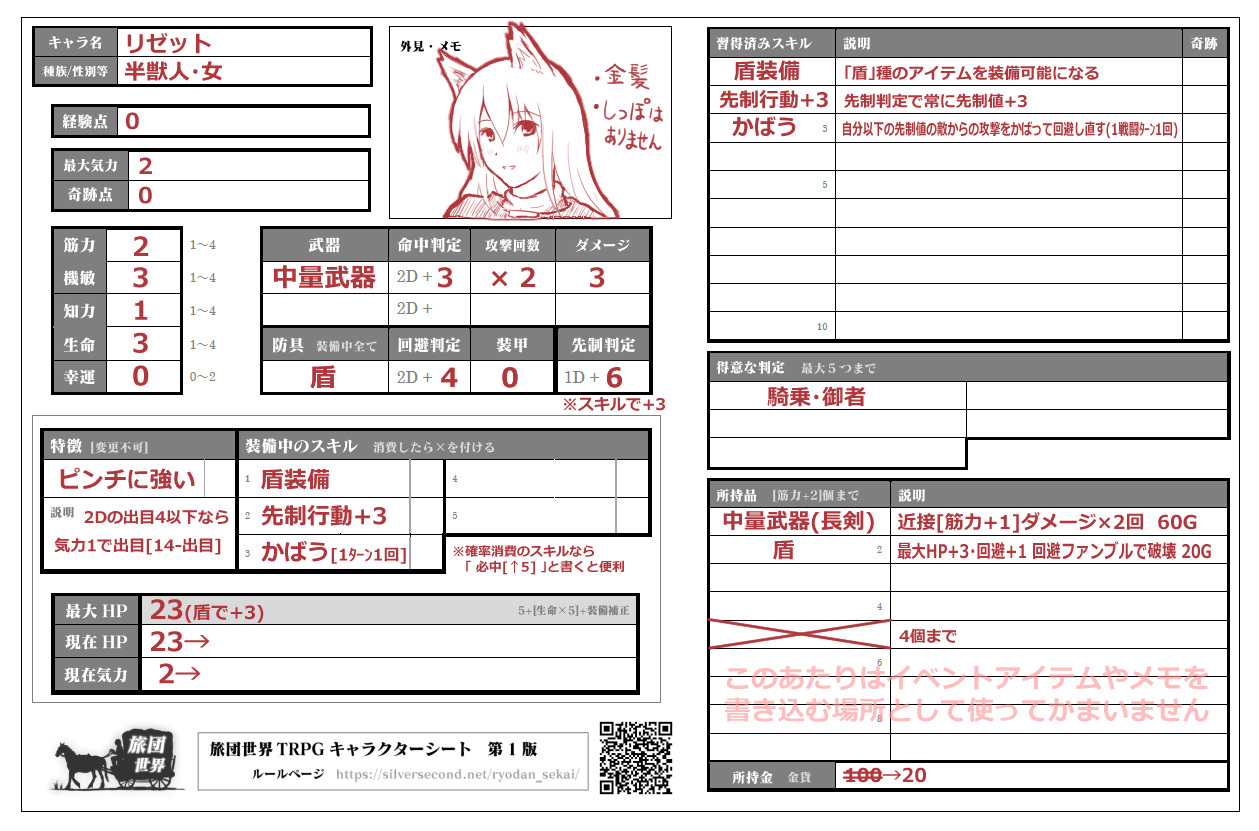 キャラ名 リゼット
種族/性別等 半獣人・女
経験点 0
最大気力 2
奇跡点 0
外見・メモ
・金髪
・しっぽは
ありません
筋力 2 1～4
機敏 3 1～4
知力 1 1～4
生命 3 1～4
幸運 0 0～2
武器 命中判定 攻撃回数 ダメージ
中量武器 2D + 3 × 2 3
2D +
防具 装備中全て 回避判定 装甲 先制判定
盾 2D + 4 0 1D + 6
※スキルで+3
特徴 [変更不可] 装備中のスキル 消費したら×を付ける
ピンチに強い 1 盾装備 4
説明 2Dの出目4以下なら 2 先制行動+3 5
気力1で出目[14-出目] 3 かばう[1ﾀｰﾝ1回]
※確率消費のスキルなら
「 必中[↑5] 」と書くと便利
最大 HP 23(盾で+3) 5+[生命×5]+装備補正
現在 HP 23→
現在気力 2→
旅団
世界
旅団世界 TRPG キャラクターシート 第 1 版
ルールページ https://silversecond.net/ryodan_sekai/
習得済みスキル 説明 奇跡
盾装備 「盾」種のアイテムを装備可能になる
先制行動+3 先制判定で常に先制値+3
かばう 3 自分以下の先制値の敵からの攻撃をかばって回避し直す(1戦闘ﾀｰﾝ1回)
5
10
得意な判定 最大５つまで
騎乗・御者
所持品 [筋力+2]個まで 説明
中量武器(長剣) 近接[筋力+1]ダメージ×2回 60G
盾 2 最大HP+3・回避+1 回避ファンブルで破壊 20G
4
4個まで
6
このあたりはイベントアイテムやメモを
書き込む場所として使ってかまいません
8
所持金 金貨 100→20